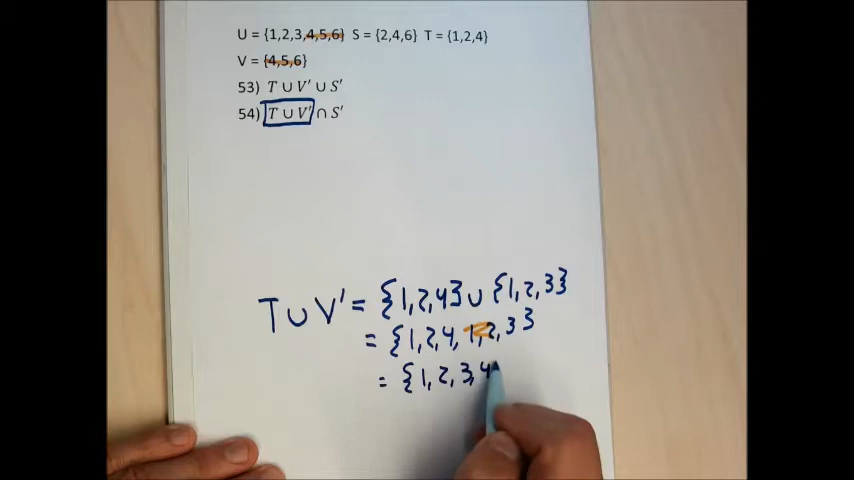 U = {1,2,3,4,5,6} S = {2,4,6} T = {1,2,4}
V = {4,5,6}
53) T ∪ V′ ∪ S′
54) T ∪ V′ ∩ S′
T ∪ V' = {1,2,4} ∪ {1,2,3}
= {1,2,4,1,2,3}
= {1,2,3,4